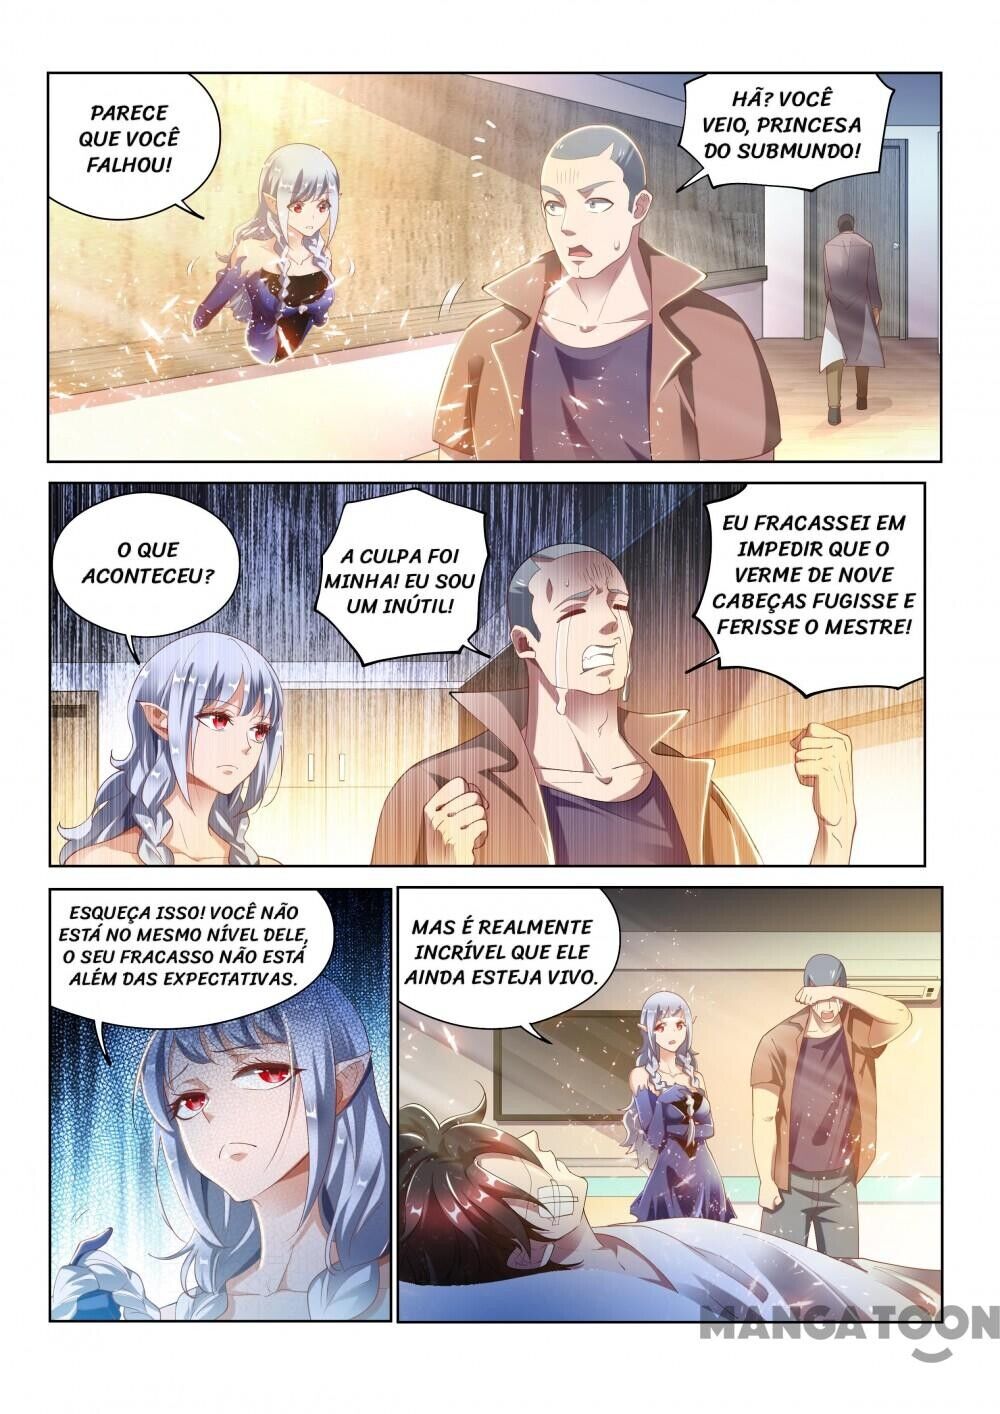 PARECE
QUE VOCÊ
FALHOU!
HÃ? VOCÊ
VEIO, PRINCESA
DO SUBMUNDO!
O QUE
ACONTECEU?
A CULPA FOI
MINHA! EU SOU
UM INÚTIL!
EU FRACASSEI EM
IMPEDIR QUE O
VERME DE NOVE
CABEÇAS FUGISSE E
FERISSE O MESTRE!
ESQUEÇA ISSO! VOCÊ NÃO
ESTÁ NO MESMO NÍVEL DELE,
O SEU FRACASSO NÃO ESTÁ
ALÉM DAS EXPECTATIVAS.
MAS É REALMENTE
INCRÍVEL QUE ELE
AINDA ESTEJA VIVO.
MANGATOON